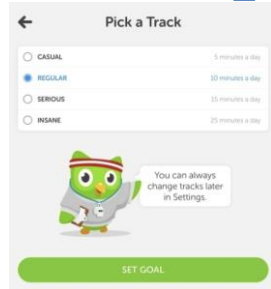 Pick a Track
CASUAL 5 minutes a day
REGULAR 10 minutes a day
SERIOUS 15 minutes a day
INSANE 25 minutes a day
You can always
change tracks later
in Settings.
SET GOAL